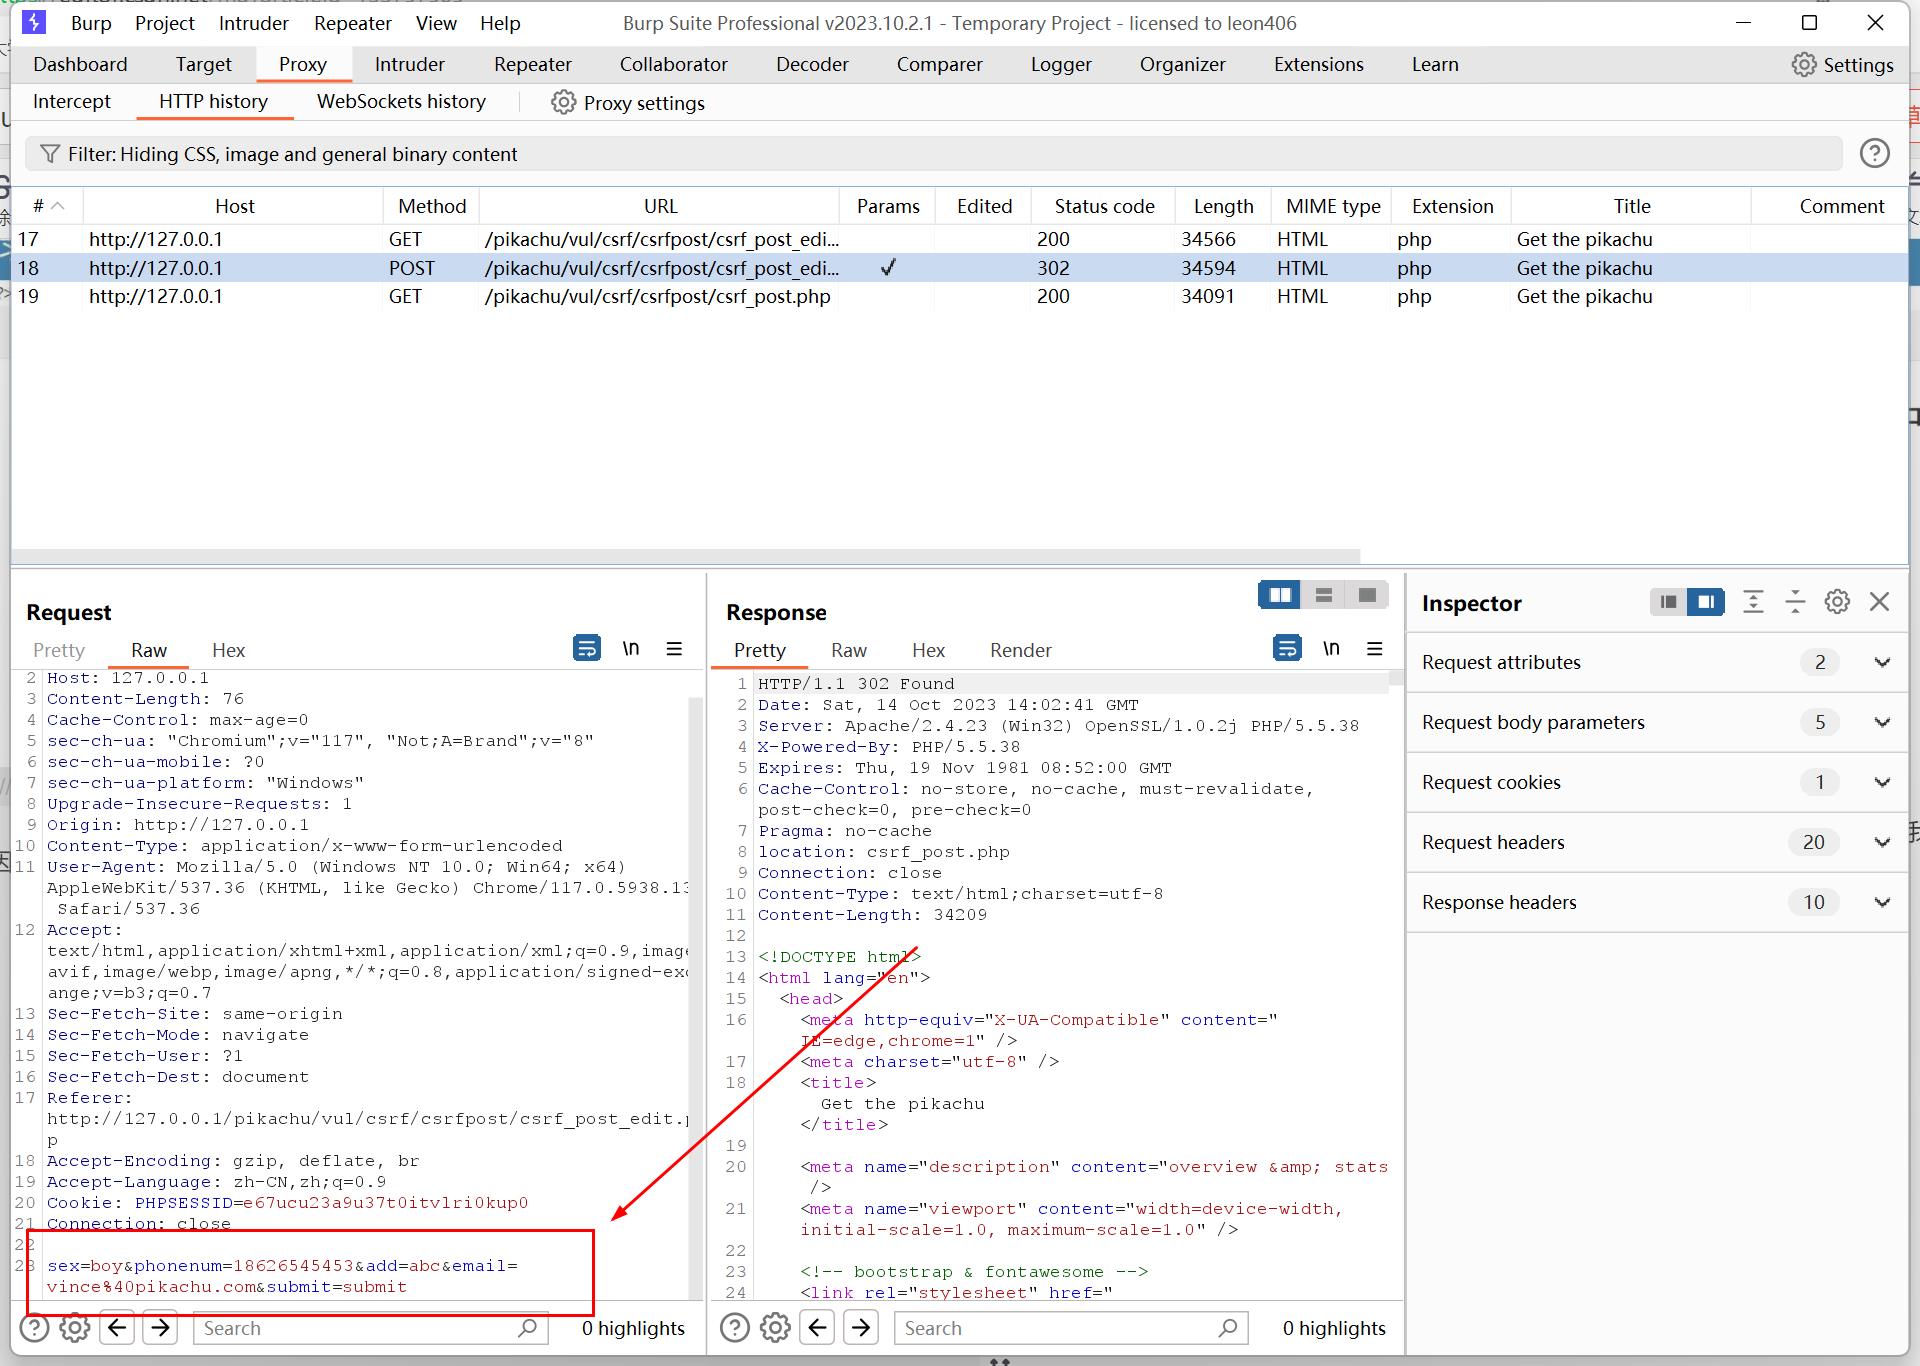 Burp Project Intruder Repeater View Help Burp Suite Professional v2023.10.2.1 - Temporary Project - licensed to leon406
Dashboard Target Proxy Intruder Repeater Collaborator Decoder Comparer Logger Organizer Extensions Learn Settings
Intercept HTTP history WebSockets history Proxy settings
Filter: Hiding CSS, image and general binary content
# Host Method URL Params Edited Status code Length MIME type Extension Title Comment
17 http://127.0.0.1 GET /pikachu/vul/csrf/csrfpost/csrf_post_edi... 200 34566 HTML php Get the pikachu
18 http://127.0.0.1 POST /pikachu/vul/csrf/csrfpost/csrf_post_edi... ✓ 302 34594 HTML php Get the pikachu
19 http://127.0.0.1 GET /pikachu/vul/csrf/csrfpost/csrf_post.php 200 34091 HTML php Get the pikachu
Request
Pretty Raw Hex \n
2 Host: 127.0.0.1
3 Content-Length: 76
4 Cache-Control: max-age=0
5 sec-ch-ua: "Chromium";v="117", "Not;A=Brand";v="8"
6 sec-ch-ua-mobile: ?0
7 sec-ch-ua-platform: "Windows"
8 Upgrade-Insecure-Requests: 1
9 Origin: http://127.0.0.1
10 Content-Type: application/x-www-form-urlencoded
11 User-Agent: Mozilla/5.0 (Windows NT 10.0; Win64; x64)
AppleWebKit/537.36 (KHTML, like Gecko) Chrome/117.0.5938.13
Safari/537.36
12 Accept:
text/html,application/xhtml+xml,application/xml;q=0.9,image
avif,image/webp,image/apng,*/*;q=0.8,application/signed-exc
ange;v=b3;q=0.7
13 Sec-Fetch-Site: same-origin
14 Sec-Fetch-Mode: navigate
15 Sec-Fetch-User: ?1
16 Sec-Fetch-Dest: document
17 Referer:
http://127.0.0.1/pikachu/vul/csrf/csrfpost/csrf_post_edit.p
p
18 Accept-Encoding: gzip, deflate, br
19 Accept-Language: zh-CN,zh;q=0.9
20 Cookie: PHPSESSID=e67ucu23a9u37t0itvlri0kup0
21 Connection: close
22
23 sex=boy&phonenum=18626545453&add=abc&email=
vince%40pikachu.com&submit=submit
Search 0 highlights
Response
Pretty Raw Hex Render \n
1 HTTP/1.1 302 Found
2 Date: Sat, 14 Oct 2023 14:02:41 GMT
3 Server: Apache/2.4.23 (Win32) OpenSSL/1.0.2j PHP/5.5.38
4 X-Powered-By: PHP/5.5.38
5 Expires: Thu, 19 Nov 1981 08:52:00 GMT
6 Cache-Control: no-store, no-cache, must-revalidate,
post-check=0, pre-check=0
7 Pragma: no-cache
8 location: csrf_post.php
9 Connection: close
10 Content-Type: text/html;charset=utf-8
11 Content-Length: 34209
12
13 <!DOCTYPE html>
14 <html lang="en">
15 <head>
16 <meta http-equiv="X-UA-Compatible" content="
IE=edge,chrome=1" />
17 <meta charset="utf-8" />
18 <title>
Get the pikachu
</title>
19
20 <meta name="description" content="overview &amp; stats
/>
21 <meta name="viewport" content="width=device-width,
initial-scale=1.0, maximum-scale=1.0" />
22
23 <!-- bootstrap & fontawesome -->
24 <link rel="stylesheet" href="
Search 0 highlights
Inspector
Request attributes 2
Request body parameters 5
Request cookies 1
Request headers 20
Response headers 10